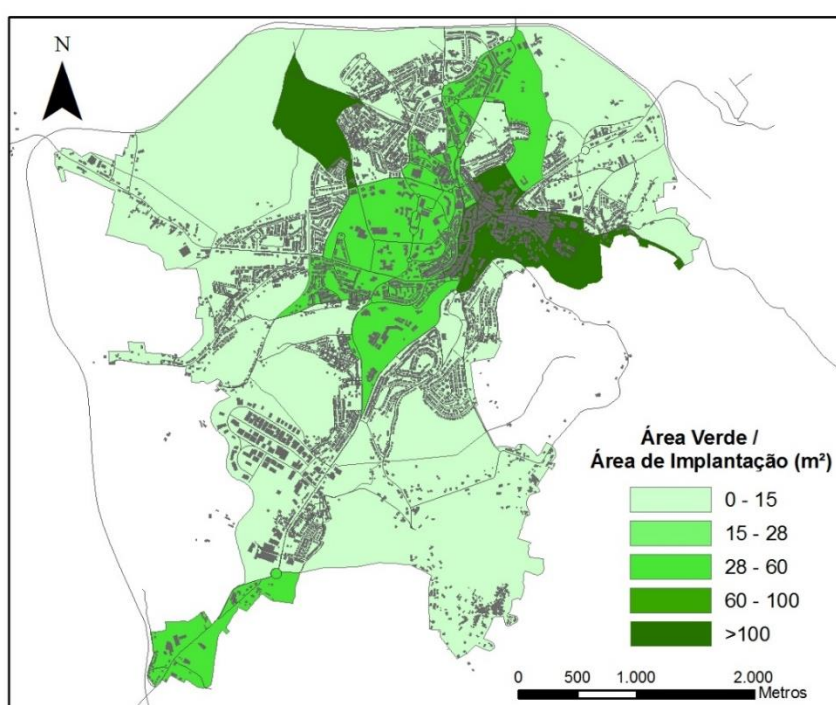 N
Área Verde /
Área de Implantação (m²)
0 - 15
15 - 28
28 - 60
60 - 100
>100
0 500 1.000 2.000
Metros